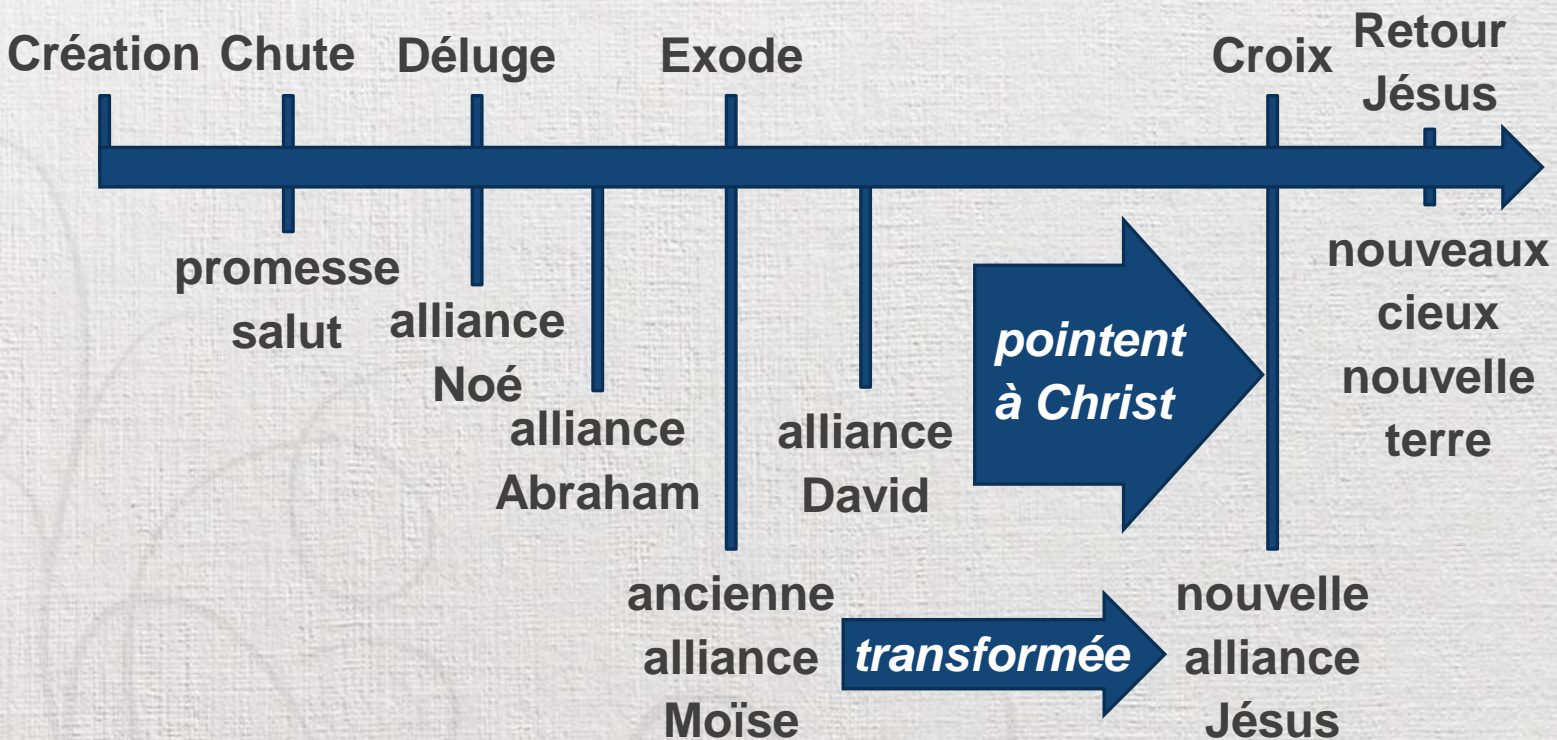 Création
Chute
Déluge
Exode
Croix
Retour
Jésus
promesse
salut
alliance
Noé
alliance
Abraham
ancienne
alliance
Moïse
alliance
David
pointent
à Christ
transformée
nouvelle
alliance
Jésus
nouveaux
cieux
nouvelle
terre